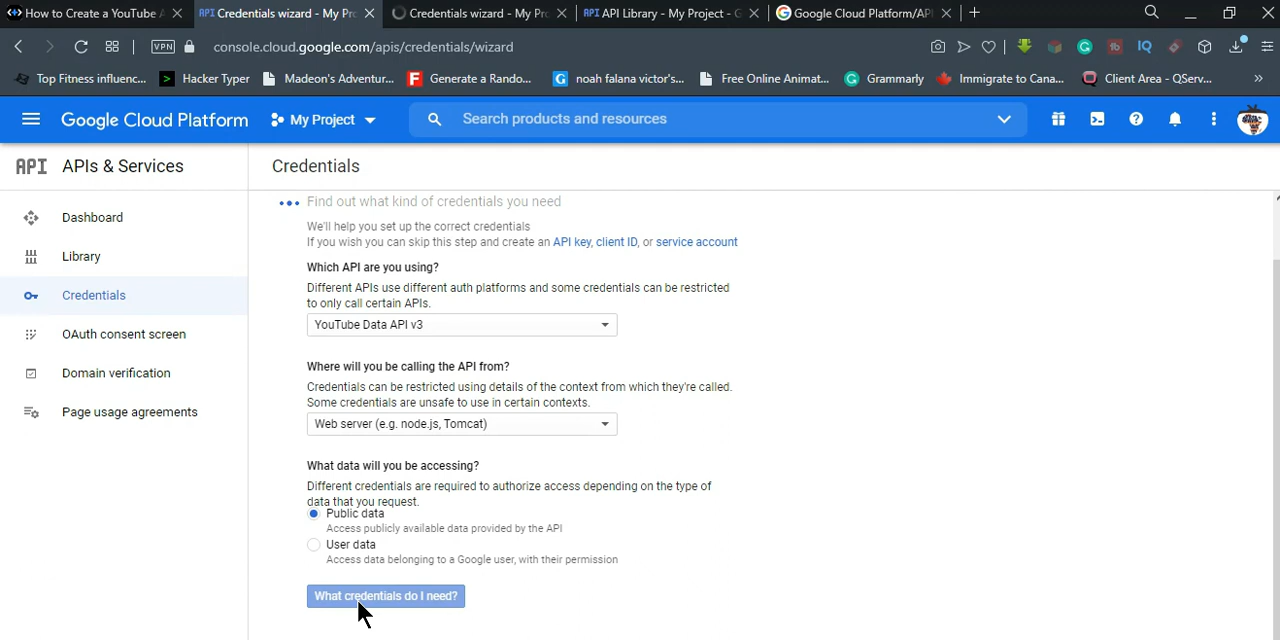 How to Create a YouTube A
API Credentials wizard - My Pro
Credentials wizard - My Pro
API API Library - My Project - G
Google Cloud Platform/API
VPN
console.cloud.google.com/apis/credentials/wizard
IQ
Top Fitness influenc...
Hacker Typer
Madeon's Adventur...
Generate a Rando...
noah falana victor's...
Free Online Animat...
Grammarly
Immigrate to Cana...
Client Area - QServ...
Google Cloud Platform
My Project
Search products and resources
API APIs & Services
Credentials
Dashboard
Library
Credentials
OAuth consent screen
Domain verification
Page usage agreements
Find out what kind of credentials you need
We'll help you set up the correct credentials
If you wish you can skip this step and create an API key, client ID, or service account
Which API are you using?
Different APIs use different auth platforms and some credentials can be restricted
to only call certain APIs.
YouTube Data API v3
Where will you be calling the API from?
Credentials can be restricted using details of the context from which they're called.
Some credentials are unsafe to use in certain contexts.
Web server (e.g. node.js, Tomcat)
What data will you be accessing?
Different credentials are required to authorize access depending on the type of
data that you request.
Public data
Access publicly available data provided by the API
User data
Access data belonging to a Google user, with their permission
What credentials do I need?